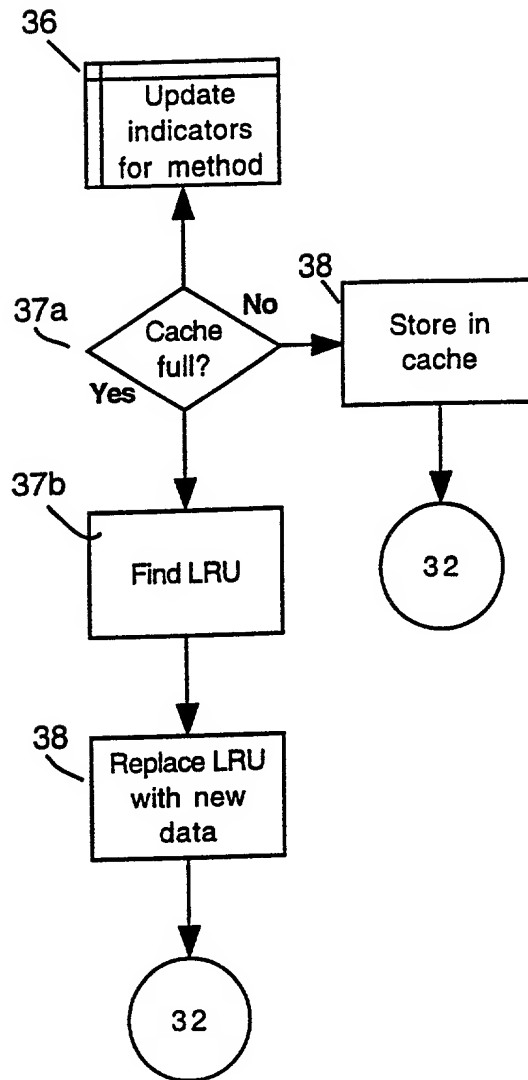 36
Update
indicators
for method
37a
Cache
full?
No
Yes
38
Store in
cache
32
37b
Find LRU
38
Replace LRU
with new
data
32